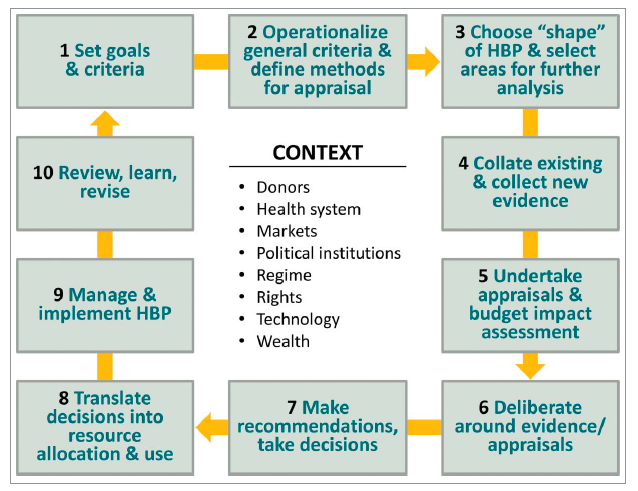 1 Set goals
& criteria
2 Operationalize
general criteria &
define methods
for appraisal
3 Choose “shape”
of HBP & select
areas for further
analysis
4 Collate existing
& collect new
evidence
5 Undertake
appraisals &
budget impact
assessment
6 Deliberate
around evidence/
appraisals
7 Make
recommendations,
take decisions
8 Translate
decisions into
resource
allocation & use
9 Manage &
implement HBP
10 Review, learn,
revise
CONTEXT
• Donors
• Health system
• Markets
• Political institutions
• Regime
• Rights
• Technology
• Wealth